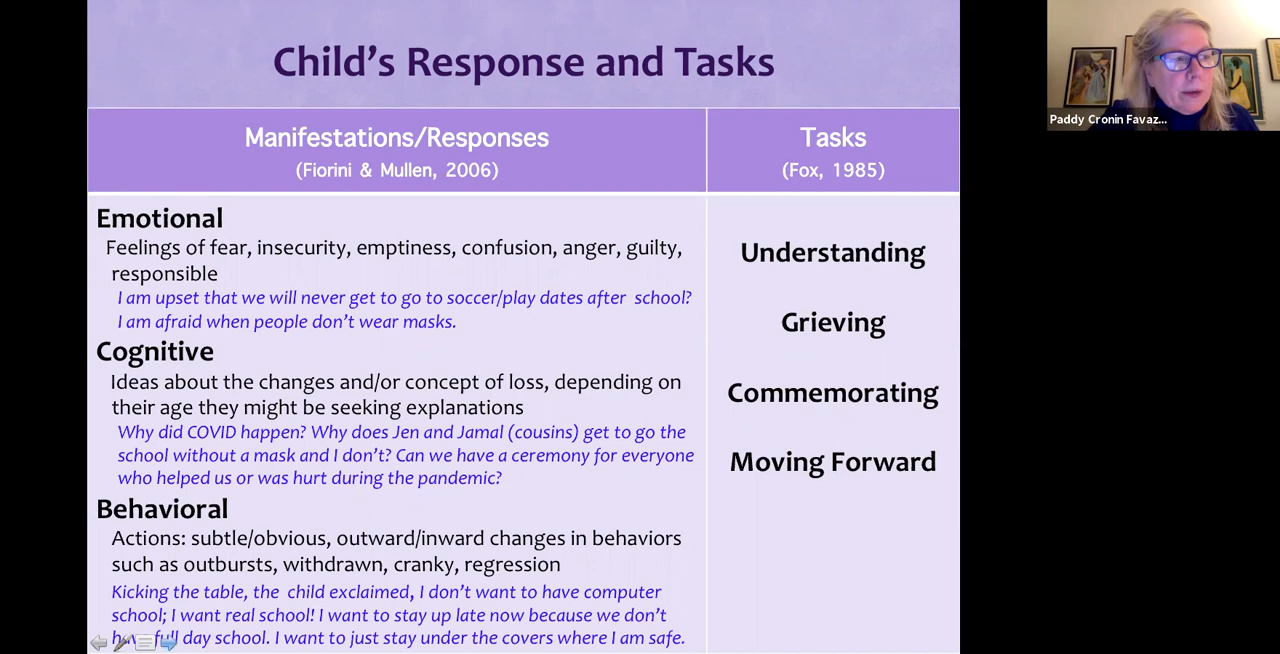 Child's Response and Tasks
Manifestations/Responses
(Fiorini & Mullen, 2006)
Tasks
(Fox, 1985)
Emotional
Feelings of fear, insecurity, emptiness, confusion, anger, guilty,
responsible
I am upset that we will never get to go to soccer/play dates after school?
I am afraid when people don't wear masks.
Cognitive
Ideas about the changes and/or concept of loss, depending on
their age they might be seeking explanations
Why did COVID happen? Why does Jen and Jamal (cousins) get to go the
school without a mask and I don't? Can we have a ceremony for everyone
who helped us or was hurt during the pandemic?
Behavioral
Actions: subtle/obvious, outward/inward changes in behaviors
such as outbursts, withdrawn, cranky, regression
Kicking the table, the child exclaimed, I don't want to have computer
school; I want real school! I want to stay up late now because we don't
have full day school. I want to just stay under the covers where I am safe.
Understanding
Grieving
Commemorating
Moving Forward
Paddy Cronin Favaz...